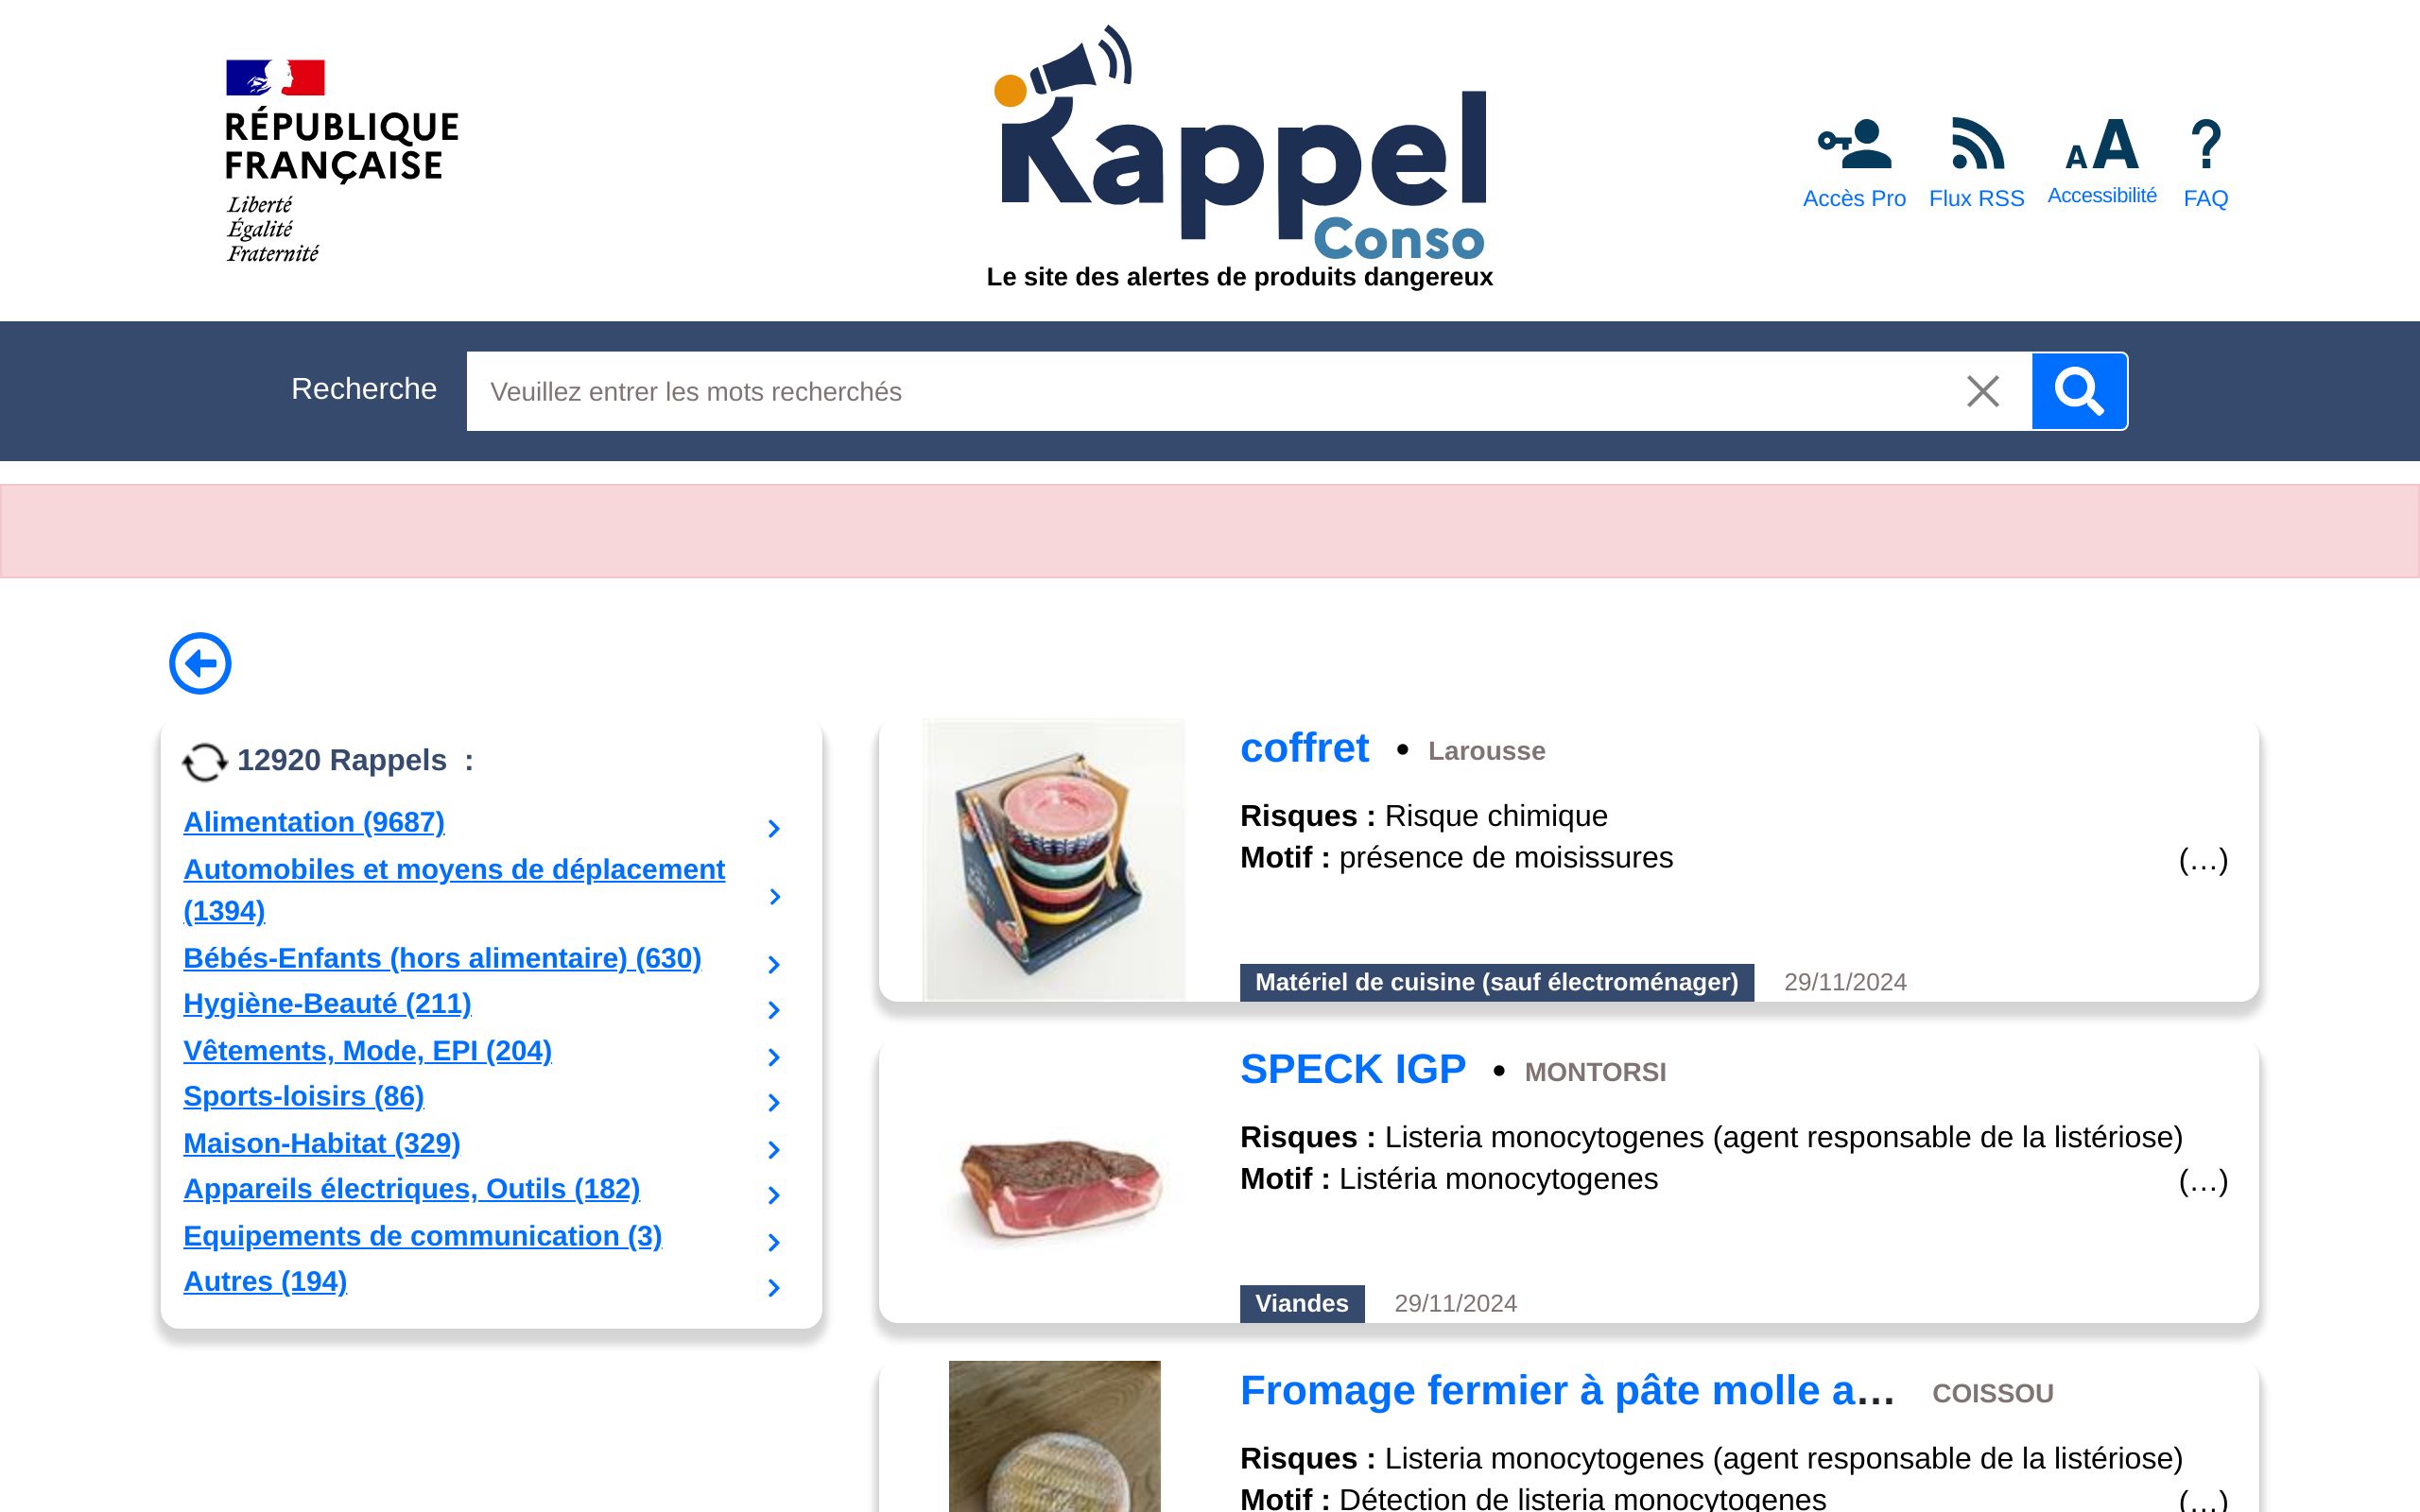 RÉPUBLIQUE
FRANÇAISE
Liberté
Égalité
Fraternité
Rappel
Conso
Le site des alertes de produits dangereux
Accès Pro
Flux RSS
AA
Accessibilité
?
FAQ
Recherche
Veuillez entrer les mots recherchés
12920 Rappels :
Alimentation (9687)
Automobiles et moyens de déplacement
(1394)
Bébés-Enfants (hors alimentaire) (630)
Hygiène-Beauté (211)
Vêtements, Mode, EPI (204)
Sports-loisirs (86)
Maison-Habitat (329)
Appareils électriques, Outils (182)
Equipements de communication (3)
Autres (194)
coffret • Larousse
Risques : Risque chimique
Motif : présence de moisissures (...)
Matériel de cuisine (sauf électroménager) 29/11/2024
SPECK IGP • MONTORSI
Risques : Listeria monocytogenes (agent responsable de la listériose)
Motif : Listéria monocytogenes (...)
Viandes 29/11/2024
Fromage fermier à pâte molle a... COISSOU
Risques : Listeria monocytogenes (agent responsable de la listériose)
Motif : Détection de listeria monocytogenes (...)